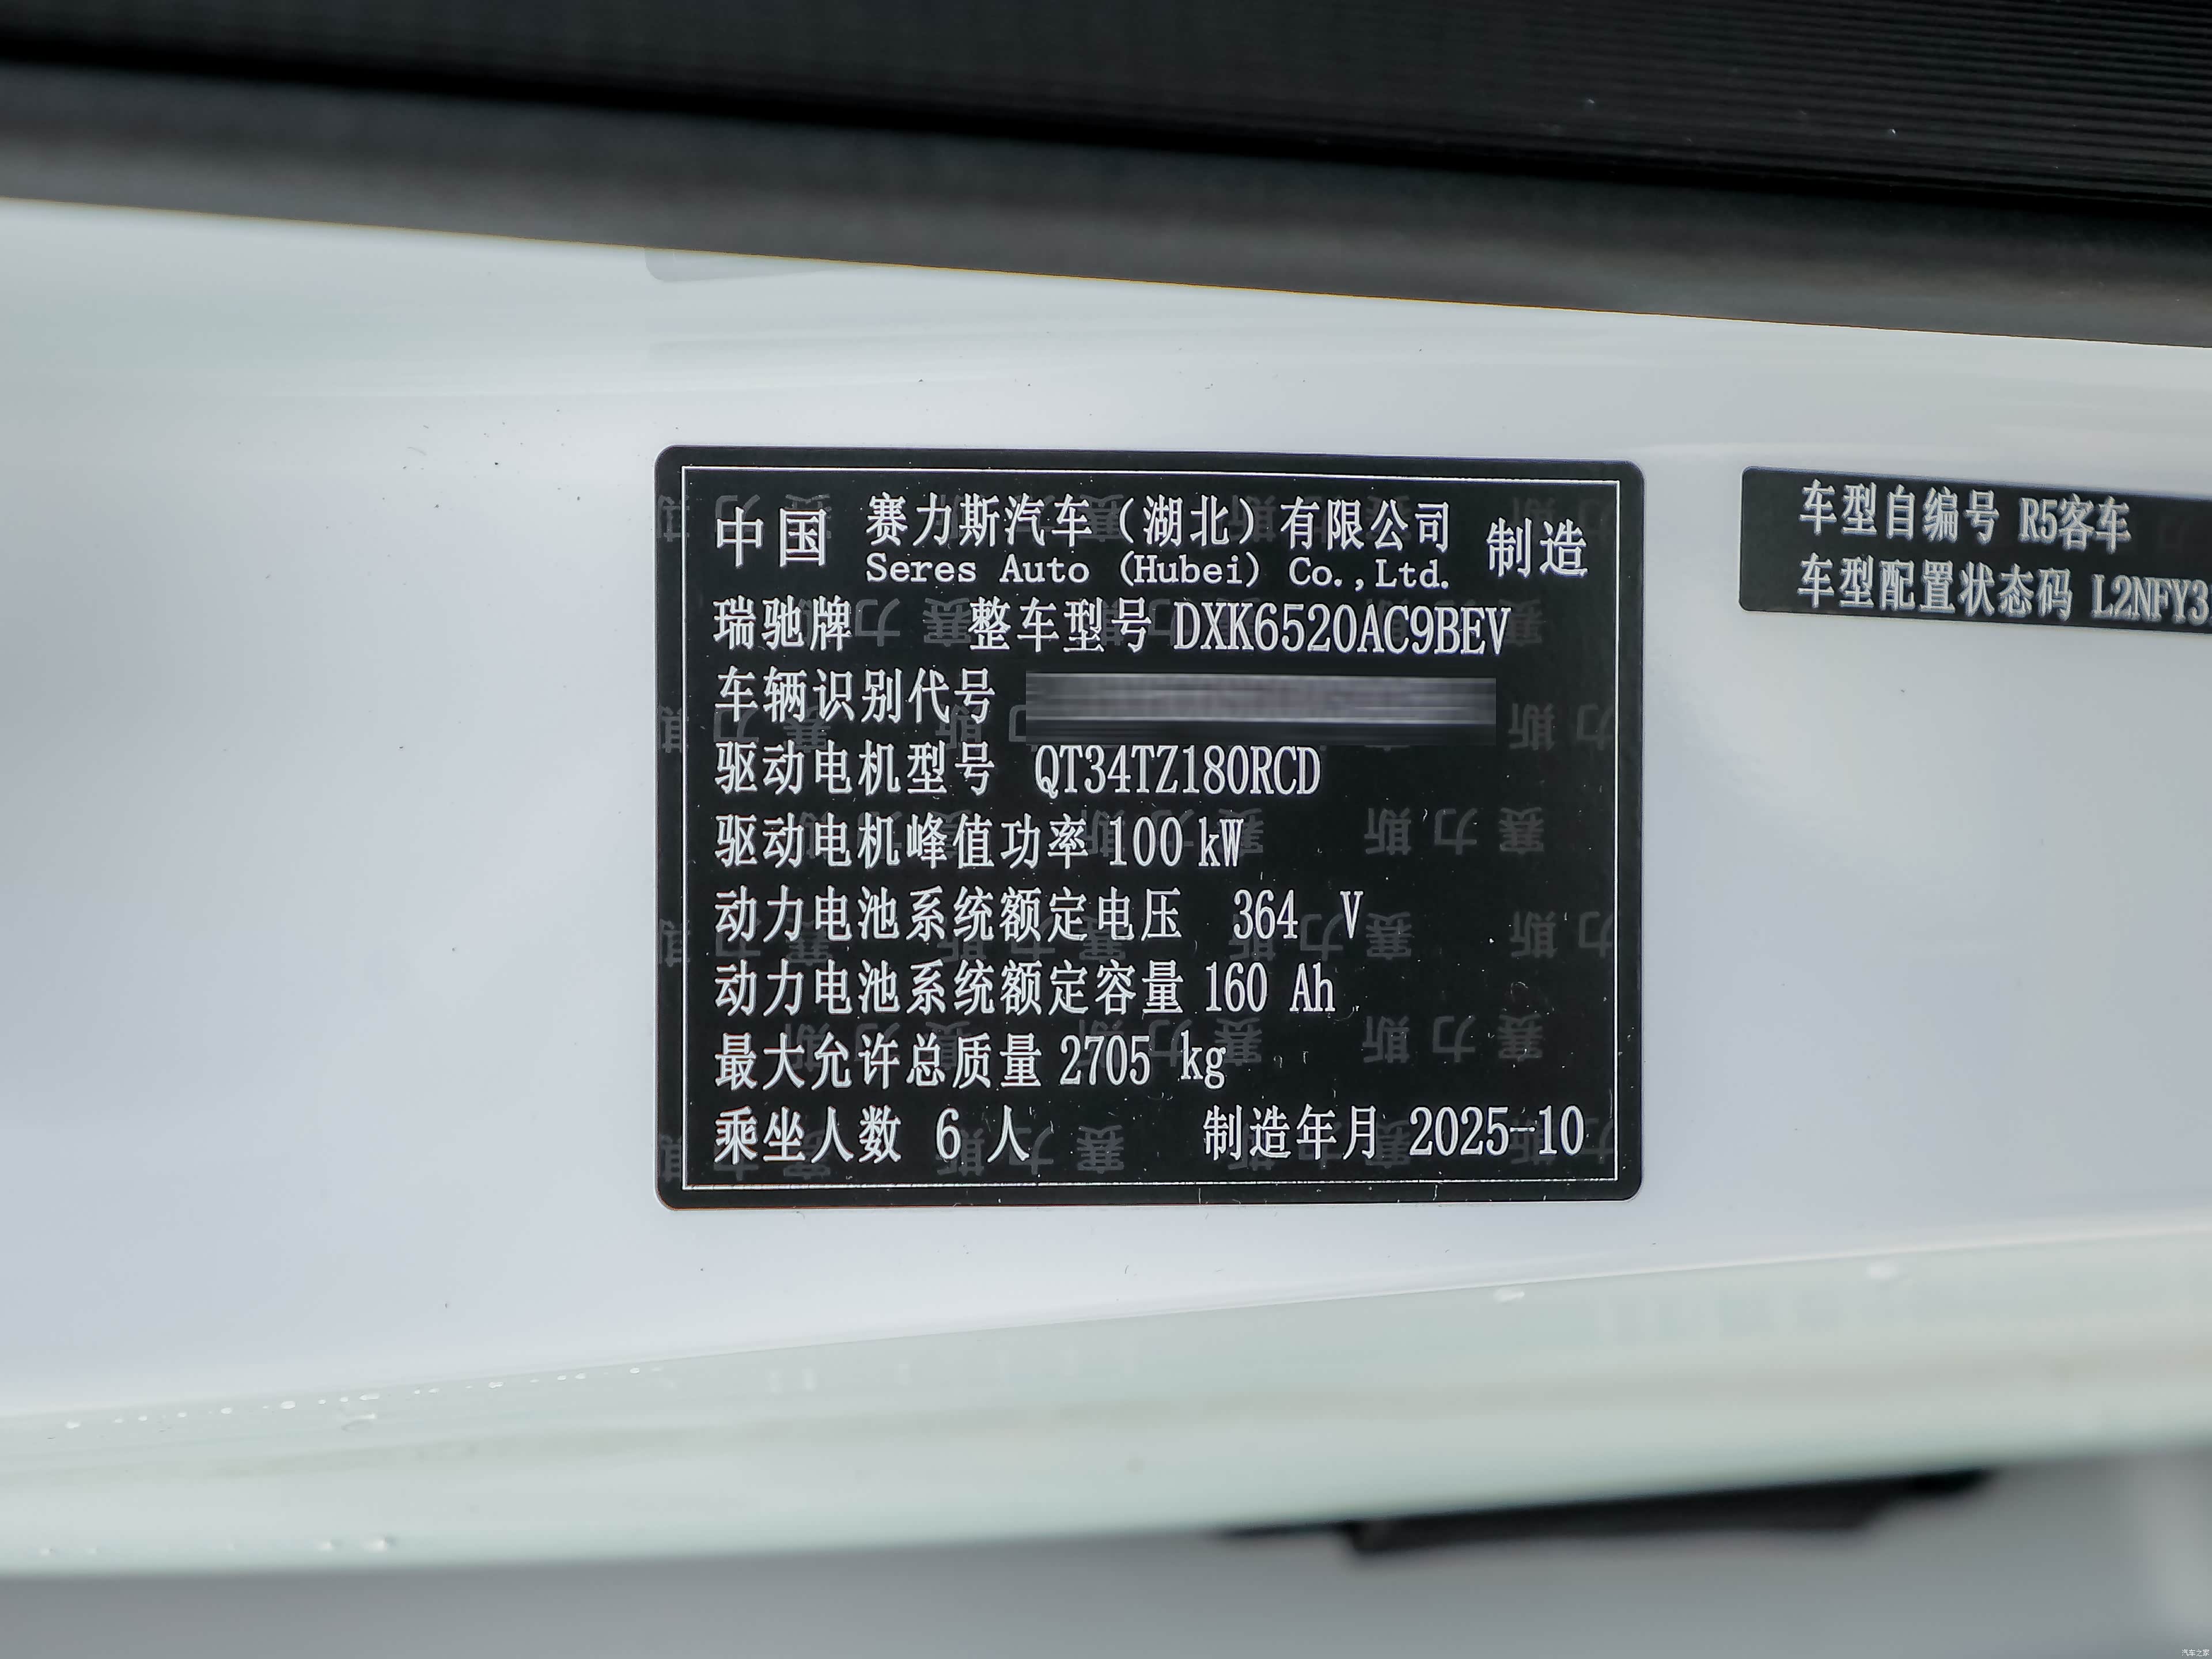 中国 赛力斯汽车（湖北）有限公司 制造
Seres Auto (Hubei) Co.,Ltd.
瑞驰牌 整车型号 DXK6520AC9BEV
车辆识别代号
驱动电机型号 QT34TZ180RCD
驱动电机峰值功率 100 kW
动力电池系统额定电压 364 V
动力电池系统额定容量 160 Ah
最大允许总质量 2705 kg
乘坐人数 6 人 制造年月 2025-10
车型自编号 R5客车
车型配置状态码 L2NFY3
汽车之家